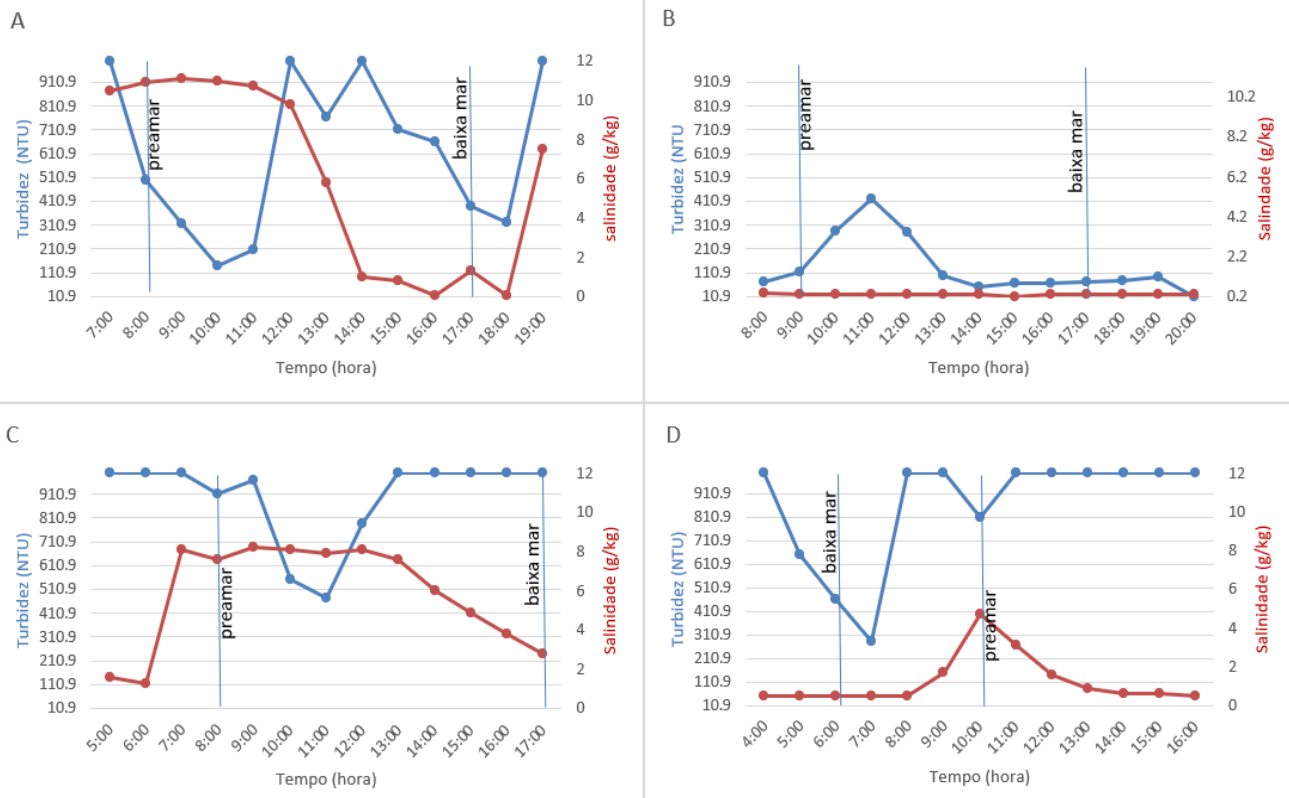 A
910.9
810.9
710.9
610.9
510.9
410.9
310.9
210.9
110.9
10.9
Turbidez (NTU)
12
10
8
6
4
2
0
salinidade (g/kg)
preamar
baixa mar
7:00 8:00 9:00 10:00 11:00 12:00 13:00 14:00 15:00 16:00 17:00 18:00 19:00
Tempo (hora)
B
910.9
810.9
710.9
610.9
510.9
410.9
310.9
210.9
110.9
10.9
Turbidez (NTU
10.2
8.2
6.2
4.2
2.2
0.2
Salindade (g/kg)
preamar
baixa mar
8:00 9:00 10:00 11:00 12:00 13:00 14:00 15:00 16:00 17:00 18:00 19:00 20:00
Tempo (hora)
C
910.9
810.9
710.9
610.9
510.9
410.9
310.9
210.9
110.9
10.9
Turbidez (NTU)
12
10
8
6
4
2
0
Salinidade (g/kg)
preamar
baixa mar
5:00 6:00 7:00 8:00 9:00 10:00 11:00 12:00 13:00 14:00 15:00 16:00 17:00
Tempo (hora)
D
910.9
810.9
710.9
610.9
510.9
410.9
310.9
210.9
110.9
10.9
Turbidez (NTU)
12
10
8
6
4
2
0
Salinidade (g/kg)
baixa mar
preamar
4:00 5:00 6:00 7:00 8:00 9:00 10:00 11:00 12:00 13:00 14:00 15:00 16:00
Tempo (hora)